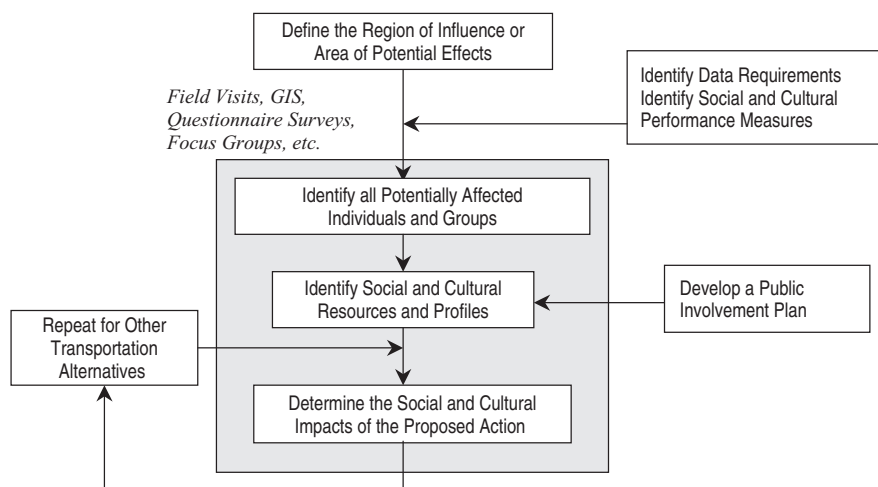 Define the Region of Influence or
Area of Potential Effects
Field Visits, GIS,
Questionnaire Surveys,
Focus Groups, etc.
Identify Data Requirements
Identify Social and Cultural
Performance Measures
Identify all Potentially Affected
Individuals and Groups
Identify Social and Cultural
Resources and Profiles
Develop a Public
Involvement Plan
Repeat for Other
Transportation
Alternatives
Determine the Social and Cultural
Impacts of the Proposed Action